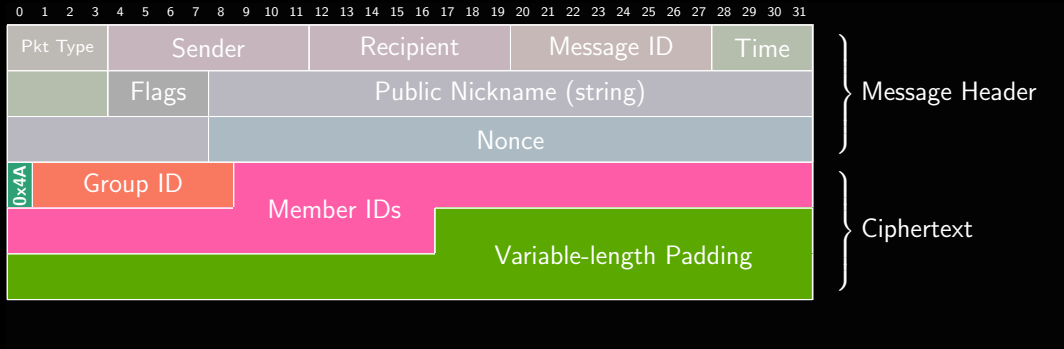 0 1 2 3 4 5 6 7 8 9 10 11 12 13 14 15 16 17 18 19 20 21 22 23 24 25 26 27 28 29 30 31
Pkt Type Sender Recipient Message ID Time
Flags Public Nickname (string)
Message Header
Nonce
0x4A Group ID
Member IDs
Ciphertext
Variable-length Padding